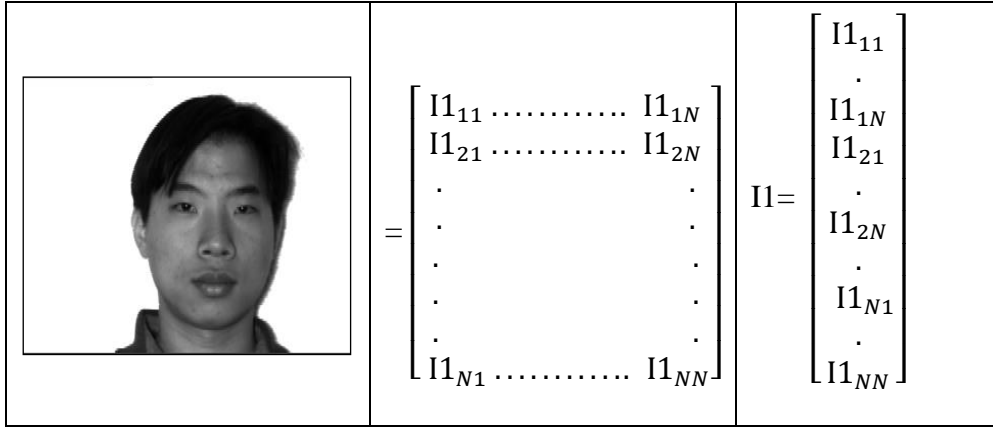 = [ I1₁₁ ............ I1₁N
I1₂₁ ............ I1₂N
. .
. .
. .
. .
. .
I1N₁ ............ I1NN ]
I1= [ I1₁₁
.
I1₁N
I1₂₁
.
I1₂N
.
I1N₁
.
I1NN ]